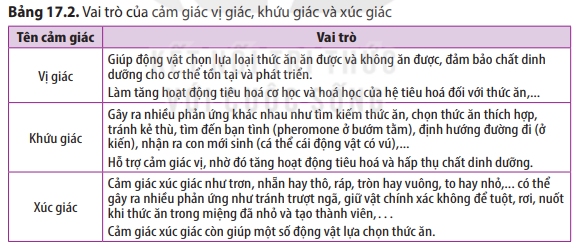 Bảng 17.2. Vai trò của cảm giác vị giác, khứu giác và xúc giác
Tên cảm giác Vai trò
Vị giác
Giúp động vật chọn lựa loại thức ăn ăn được và không ăn được, đảm bảo chất dinh
dưỡng cho cơ thể tồn tại và phát triển.
Làm tăng hoạt động tiêu hoá cơ học và hoá học của hệ tiêu hoá đối với thức ăn,...
Khứu giác
Gây ra nhiều phản ứng khác nhau như tìm kiếm thức ăn, chọn thức ăn thích hợp,
tránh kẻ thù, tìm đến bạn tình (pheromone ở bướm tằm), định hướng đường đi (ở
kiến), nhận ra con mới sinh (cá thể cái động vật có vú),...
Hỗ trợ cảm giác vị, nhờ đó tăng hoạt động tiêu hoá và hấp thụ chất dinh dưỡng.
Xúc giác
Cảm giác xúc giác như trơn, nhẵn hay thô, ráp, tròn hay vuông, to hay nhỏ,... có thể
gây ra nhiều phản ứng như tránh trượt ngã, giữ vật chính xác không để tuột, rơi, nuốt
khi thức ăn trong miệng đã nhỏ và tạo thành viên,...
Cảm giác xúc giác còn giúp một số động vật lựa chọn thức ăn.
KẾT NỐI TRI THỨC
VỚI CUỘC SỐNG